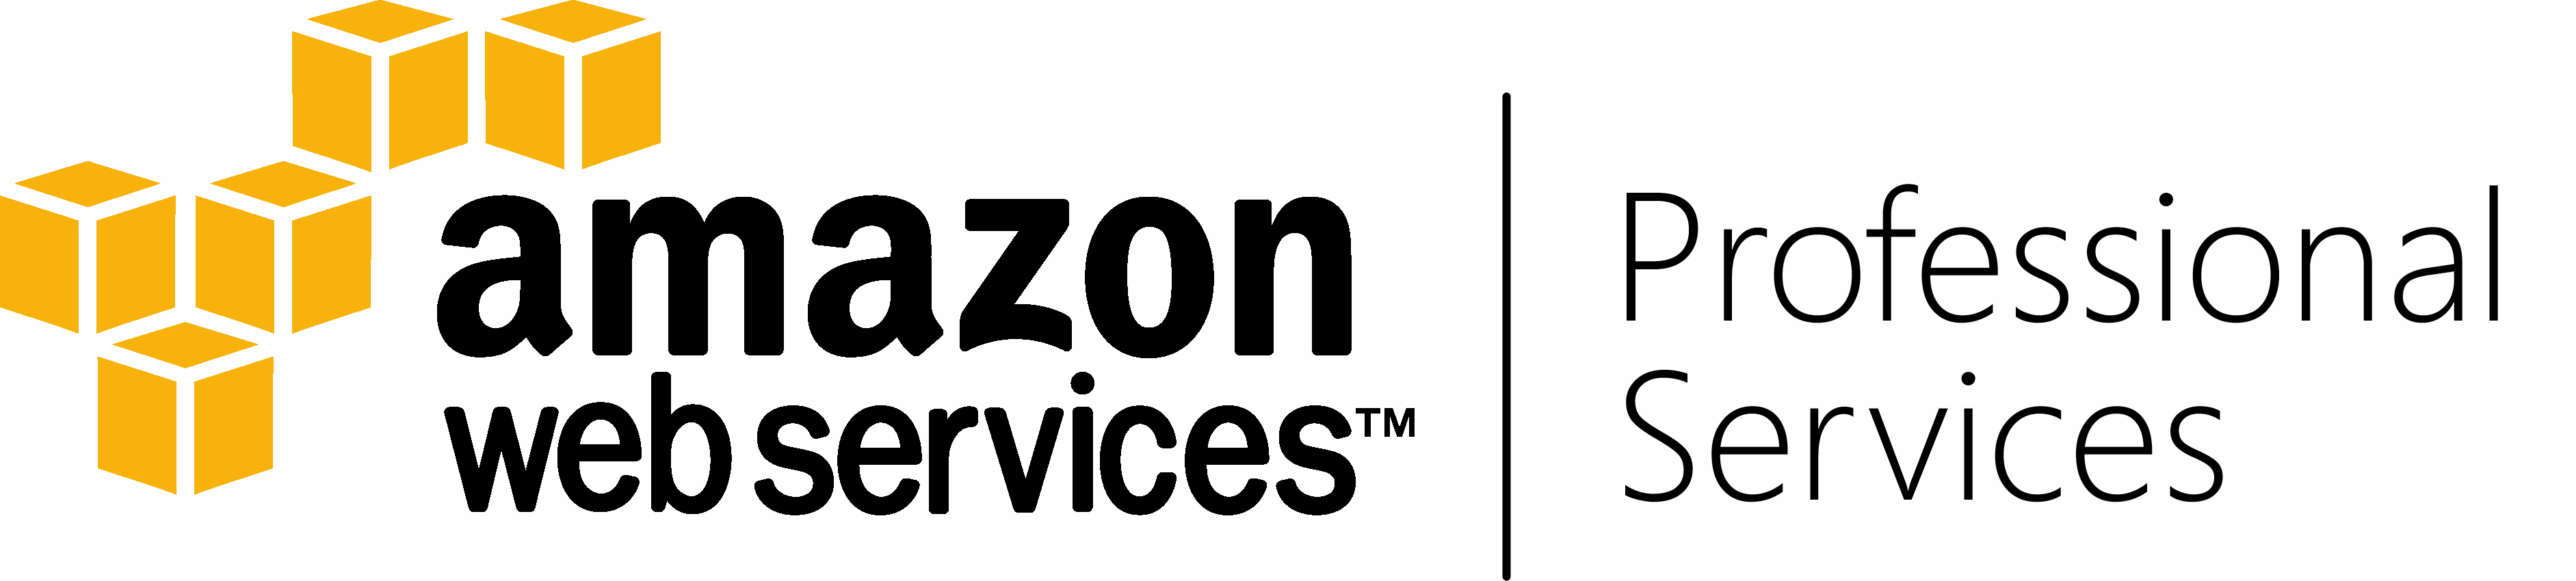 amazon
web services™
Professional
Services